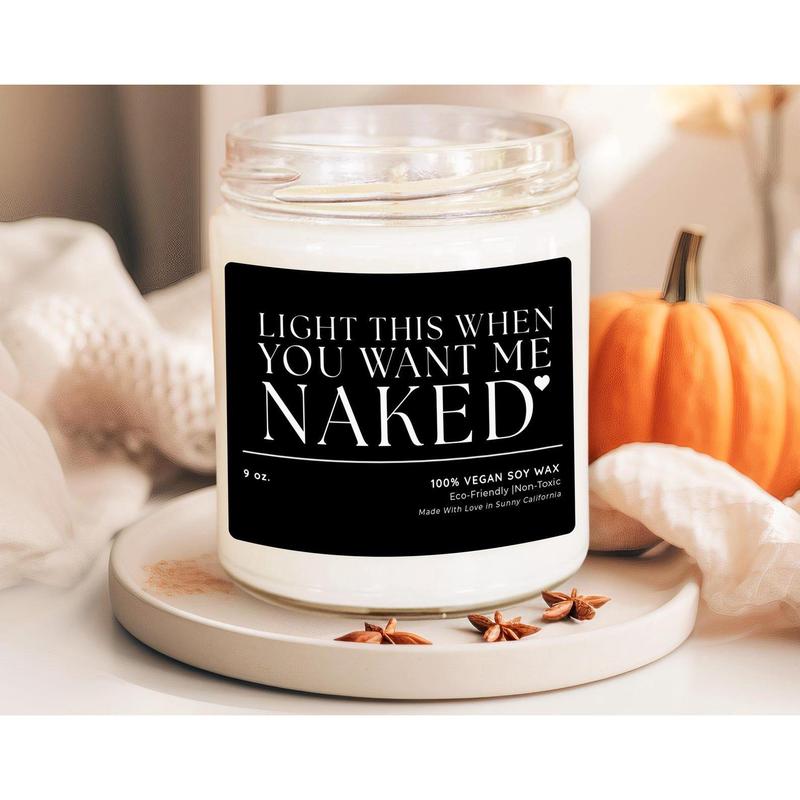 LIGHT THIS WHEN
YOU WANT ME
NAKED
9 oz.
100% VEGAN SOY WAX
Eco-Friendly |Non-Toxic
Made With Love in Sunny California